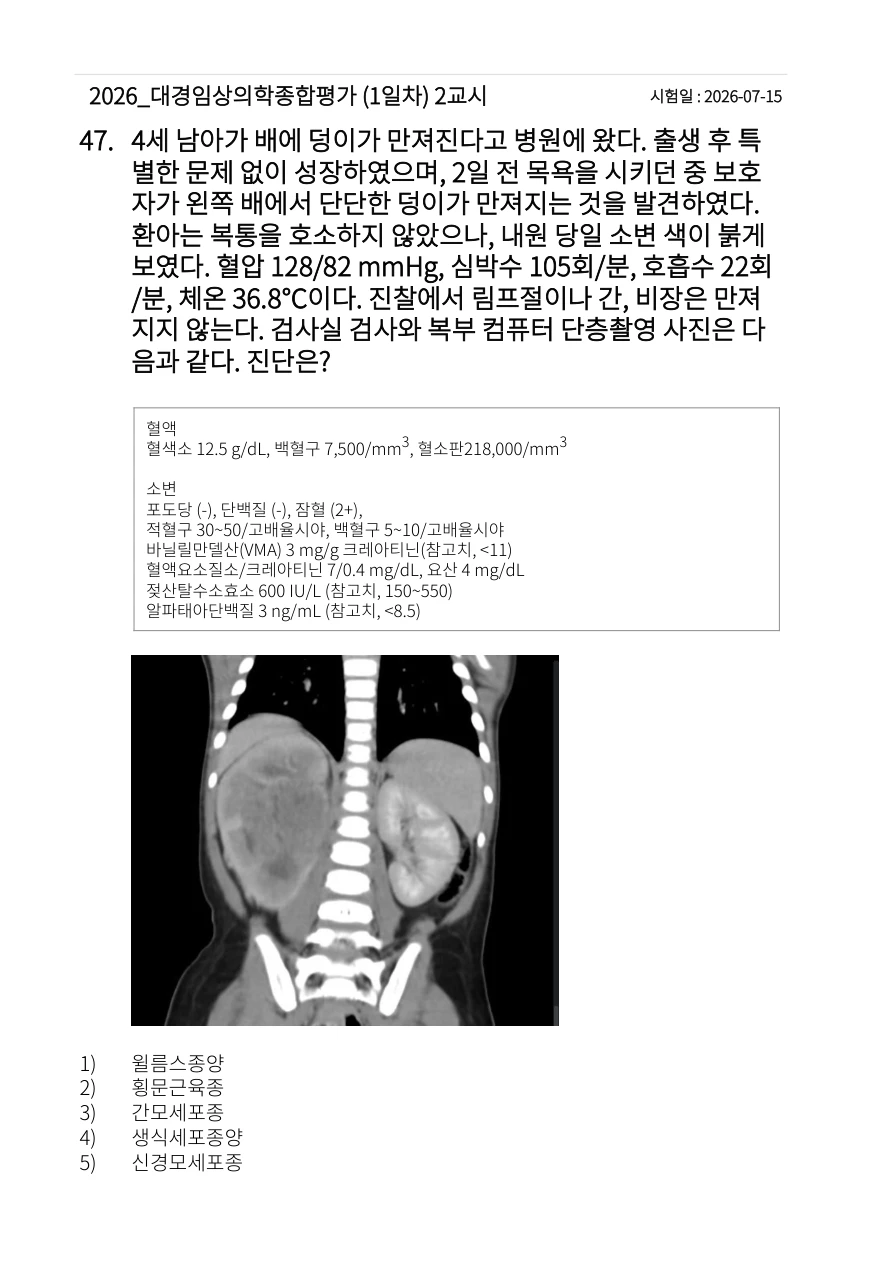 2026_대경임상의학종합평가 (1일차) 2교시
시험일 : 2026-07-15
47. 4세 남아가 배에 덩이가 만져진다고 병원에 왔다. 출생 후 특
별한 문제 없이 성장하였으며, 2일 전 목욕을 시키던 중 보호
자가 왼쪽 배에서 단단한 덩이가 만져지는 것을 발견하였다.
환아는 복통을 호소하지 않았으나, 내원 당일 소변 색이 붉게
보였다. 혈압 128/82 mmHg, 심박수 105회/분, 호흡수 22회
/분, 체온 36.8°C이다. 진찰에서 림프절이나 간, 비장은 만져
지지 않는다. 검사실 검사와 복부 컴퓨터 단층촬영 사진은 다
음과 같다. 진단은?
혈액
혈색소 12.5 g/dL, 백혈구 7,500/mm³, 혈소판218,000/mm³
소변
포도당 (-), 단백질 (-), 잠혈 (2+),
적혈구 30~50/고배율시야, 백혈구 5~10/고배율시야
바닐릴만델산(VMA) 3 mg/g 크레아티닌(참고치, <11)
혈액요소질소/크레아티닌 7/0.4 mg/dL, 요산 4 mg/dL
젖산탈수소효소 600 IU/L (참고치, 150~550)
알파태아단백질 3 ng/mL (참고치, <8.5)
1) 윌름스종양
2) 횡문근육종
3) 간모세포종
4) 생식세포종양
5) 신경모세포종